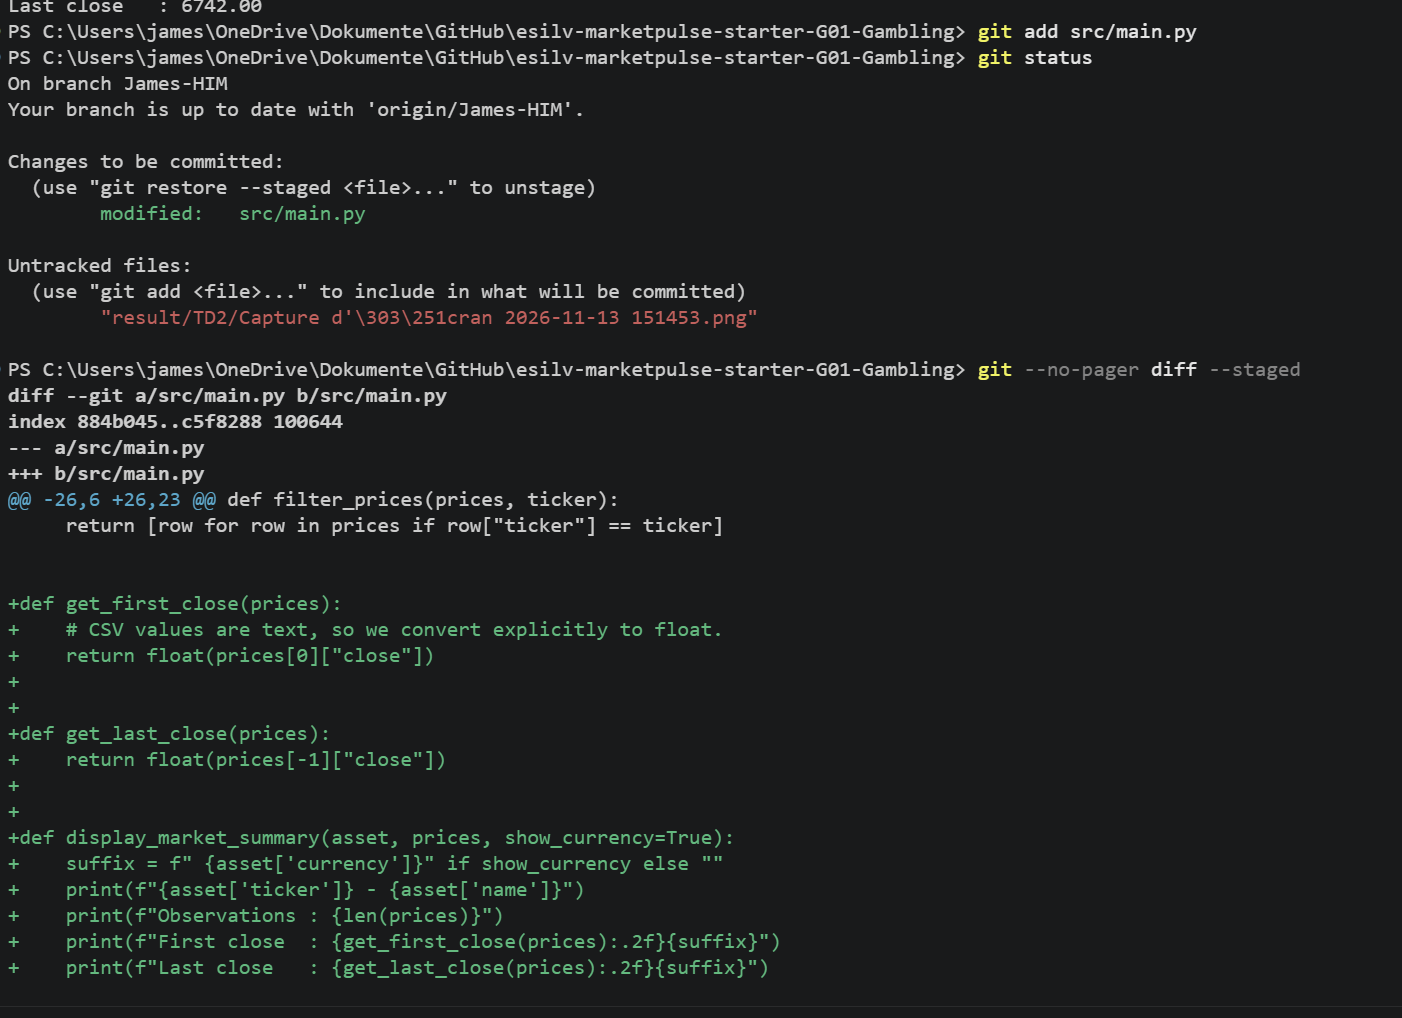 Last close   : 6742.00
PS C:\Users\james\OneDrive\Dokumente\GitHub\esilv-marketpulse-starter-G01-Gambling> git add src/main.py
PS C:\Users\james\OneDrive\Dokumente\GitHub\esilv-marketpulse-starter-G01-Gambling> git status
On branch James-HIM
Your branch is up to date with 'origin/James-HIM'.

Changes to be committed:
  (use "git restore --staged <file>..." to unstage)
        modified:   src/main.py

Untracked files:
  (use "git add <file>..." to include in what will be committed)
        "result/TD2/Capture d'\303\251cran 2026-11-13 151453.png"

PS C:\Users\james\OneDrive\Dokumente\GitHub\esilv-marketpulse-starter-G01-Gambling> git --no-pager diff --staged
diff --git a/src/main.py b/src/main.py
index 884b045..c5f8288 100644
--- a/src/main.py
+++ b/src/main.py
@@ -26,6 +26,23 @@ def filter_prices(prices, ticker):
     return [row for row in prices if row["ticker"] == ticker]


+def get_first_close(prices):
+    # CSV values are text, so we convert explicitly to float.
+    return float(prices[0]["close"])
+
+
+def get_last_close(prices):
+    return float(prices[-1]["close"])
+
+
+def display_market_summary(asset, prices, show_currency=True):
+    suffix = f" {asset['currency']}" if show_currency else ""
+    print(f"{asset['ticker']} - {asset['name']}")
+    print(f"Observations : {len(prices)}")
+    print(f"First close  : {get_first_close(prices):.2f}{suffix}")
+    print(f"Last close   : {get_last_close(prices):.2f}{suffix}")